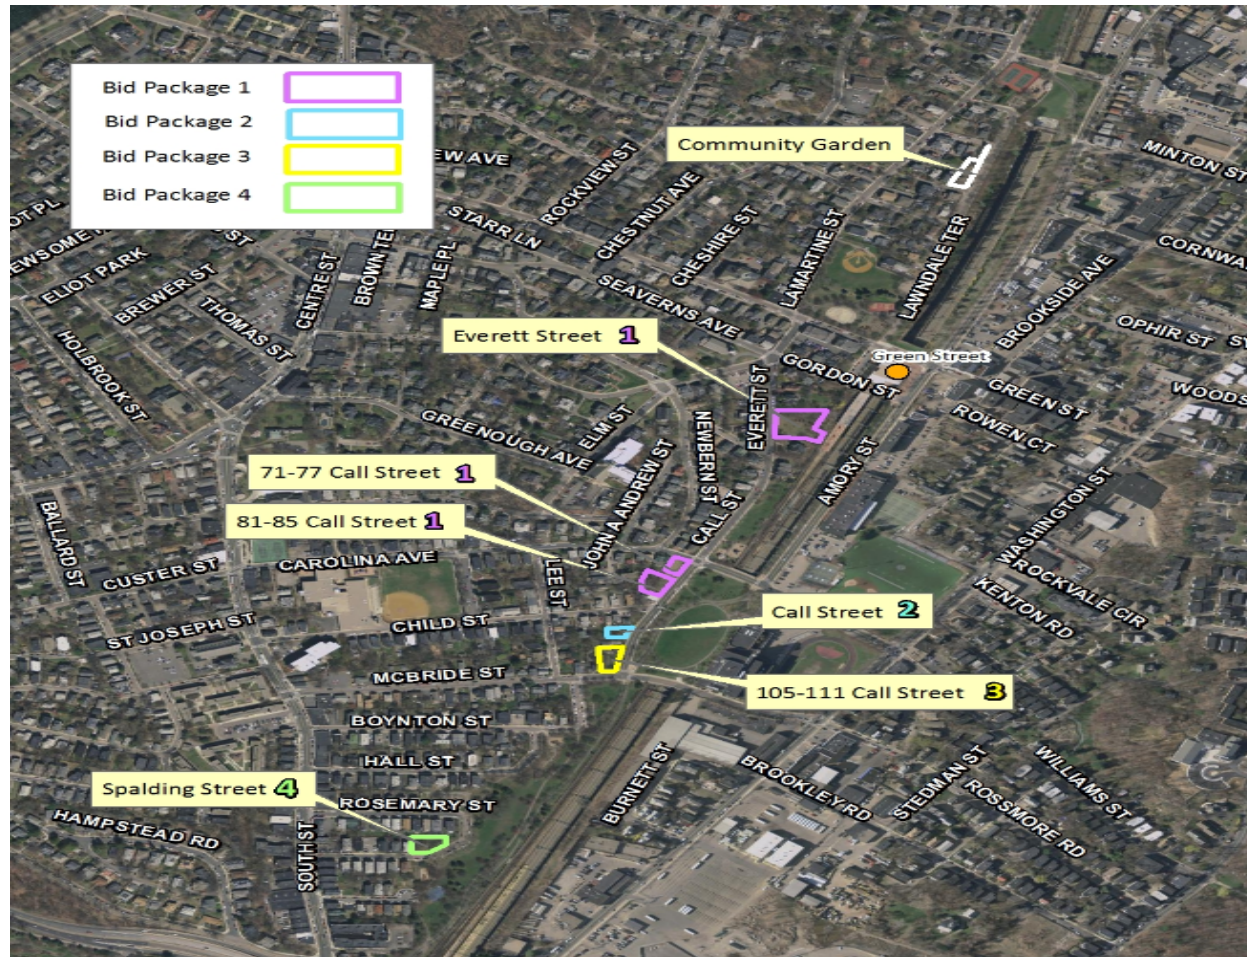 Bid Package 1
Bid Package 2
Bid Package 3
Bid Package 4
Community Garden
MINTON ST
EW AVE
ROCKVIEW ST
CHESTNUT AVE
STARR LN
CHESHIRE ST
LAMARTINE ST
LAWNDALE TER
ELIOT PARK
BREWER ST
THOMAS ST
CENTRE ST
BROWN TE
MAPLE PL
SEAVERNS AVE
BROOKSIDE AVE
CORNWA
OPHIR ST
HOLBROOK ST
Everett Street 1
Green Street
GORDON ST
GREEN ST
WOODS
ROWEN CT
EVERETT ST
NEWBERN ST
ELM ST
GREENOUGH AVE
JOHN A ANDREW ST
AMORY ST
WASHINGTON ST
71-77 Call Street 1
81-85 Call Street 1
CALL ST
BALLARD ST
CUSTER ST
CAROLINA AVE
LEE ST
ROCKVALE CIR
KENTON RD
Call Street 2
ST JOSEPH ST
CHILD ST
MCBRIDE ST
105-111 Call Street 3
BOYNTON ST
HALL ST
BURNETT ST
BROOKLEY RD
STEDMAN ST
WILLIAMS ST
ROSSMORE RD
Spalding Street 4
ROSEMARY ST
HAMPSTEAD RD
SOUTH ST